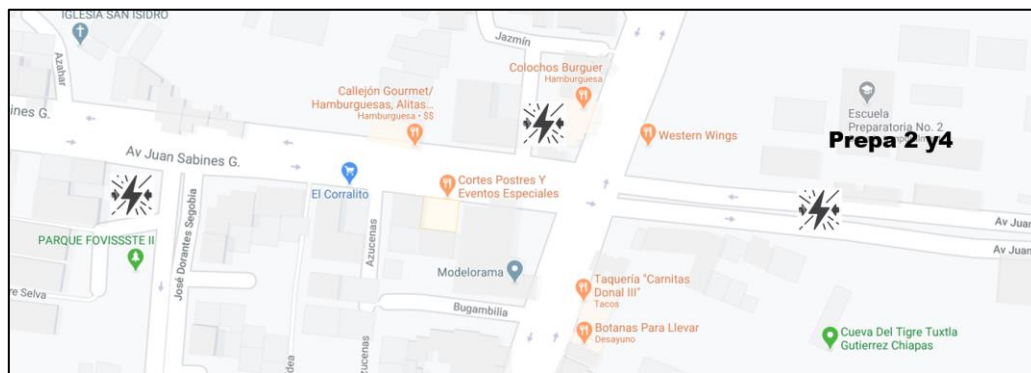 IGLESIA SAN ISIDRO
Azahar
Jazmín
Colochos Burguer
Hamburguesa
Callejón Gourmet/
Hamburguesas, Alitas...
Hamburguesa • $$
Western Wings
Escuela
Preparatoria No. 2
Prepa 2 y4
ines G.
Av Juan Sabines G.
El Corralito
Cortes Postres Y
Eventos Especiales
Av Juan
Av Juan
PARQUE FOVISSSTE II
José Dorantes Segobia
Azucenas
Modelorama
Taquería "Carnitas
Donal III"
Tacos
re Selva
Bugambilia
Botanas Para Llevar
Desayuno
Cueva Del Tigre Tuxtla
Gutierrez Chiapas
dea
zucenas